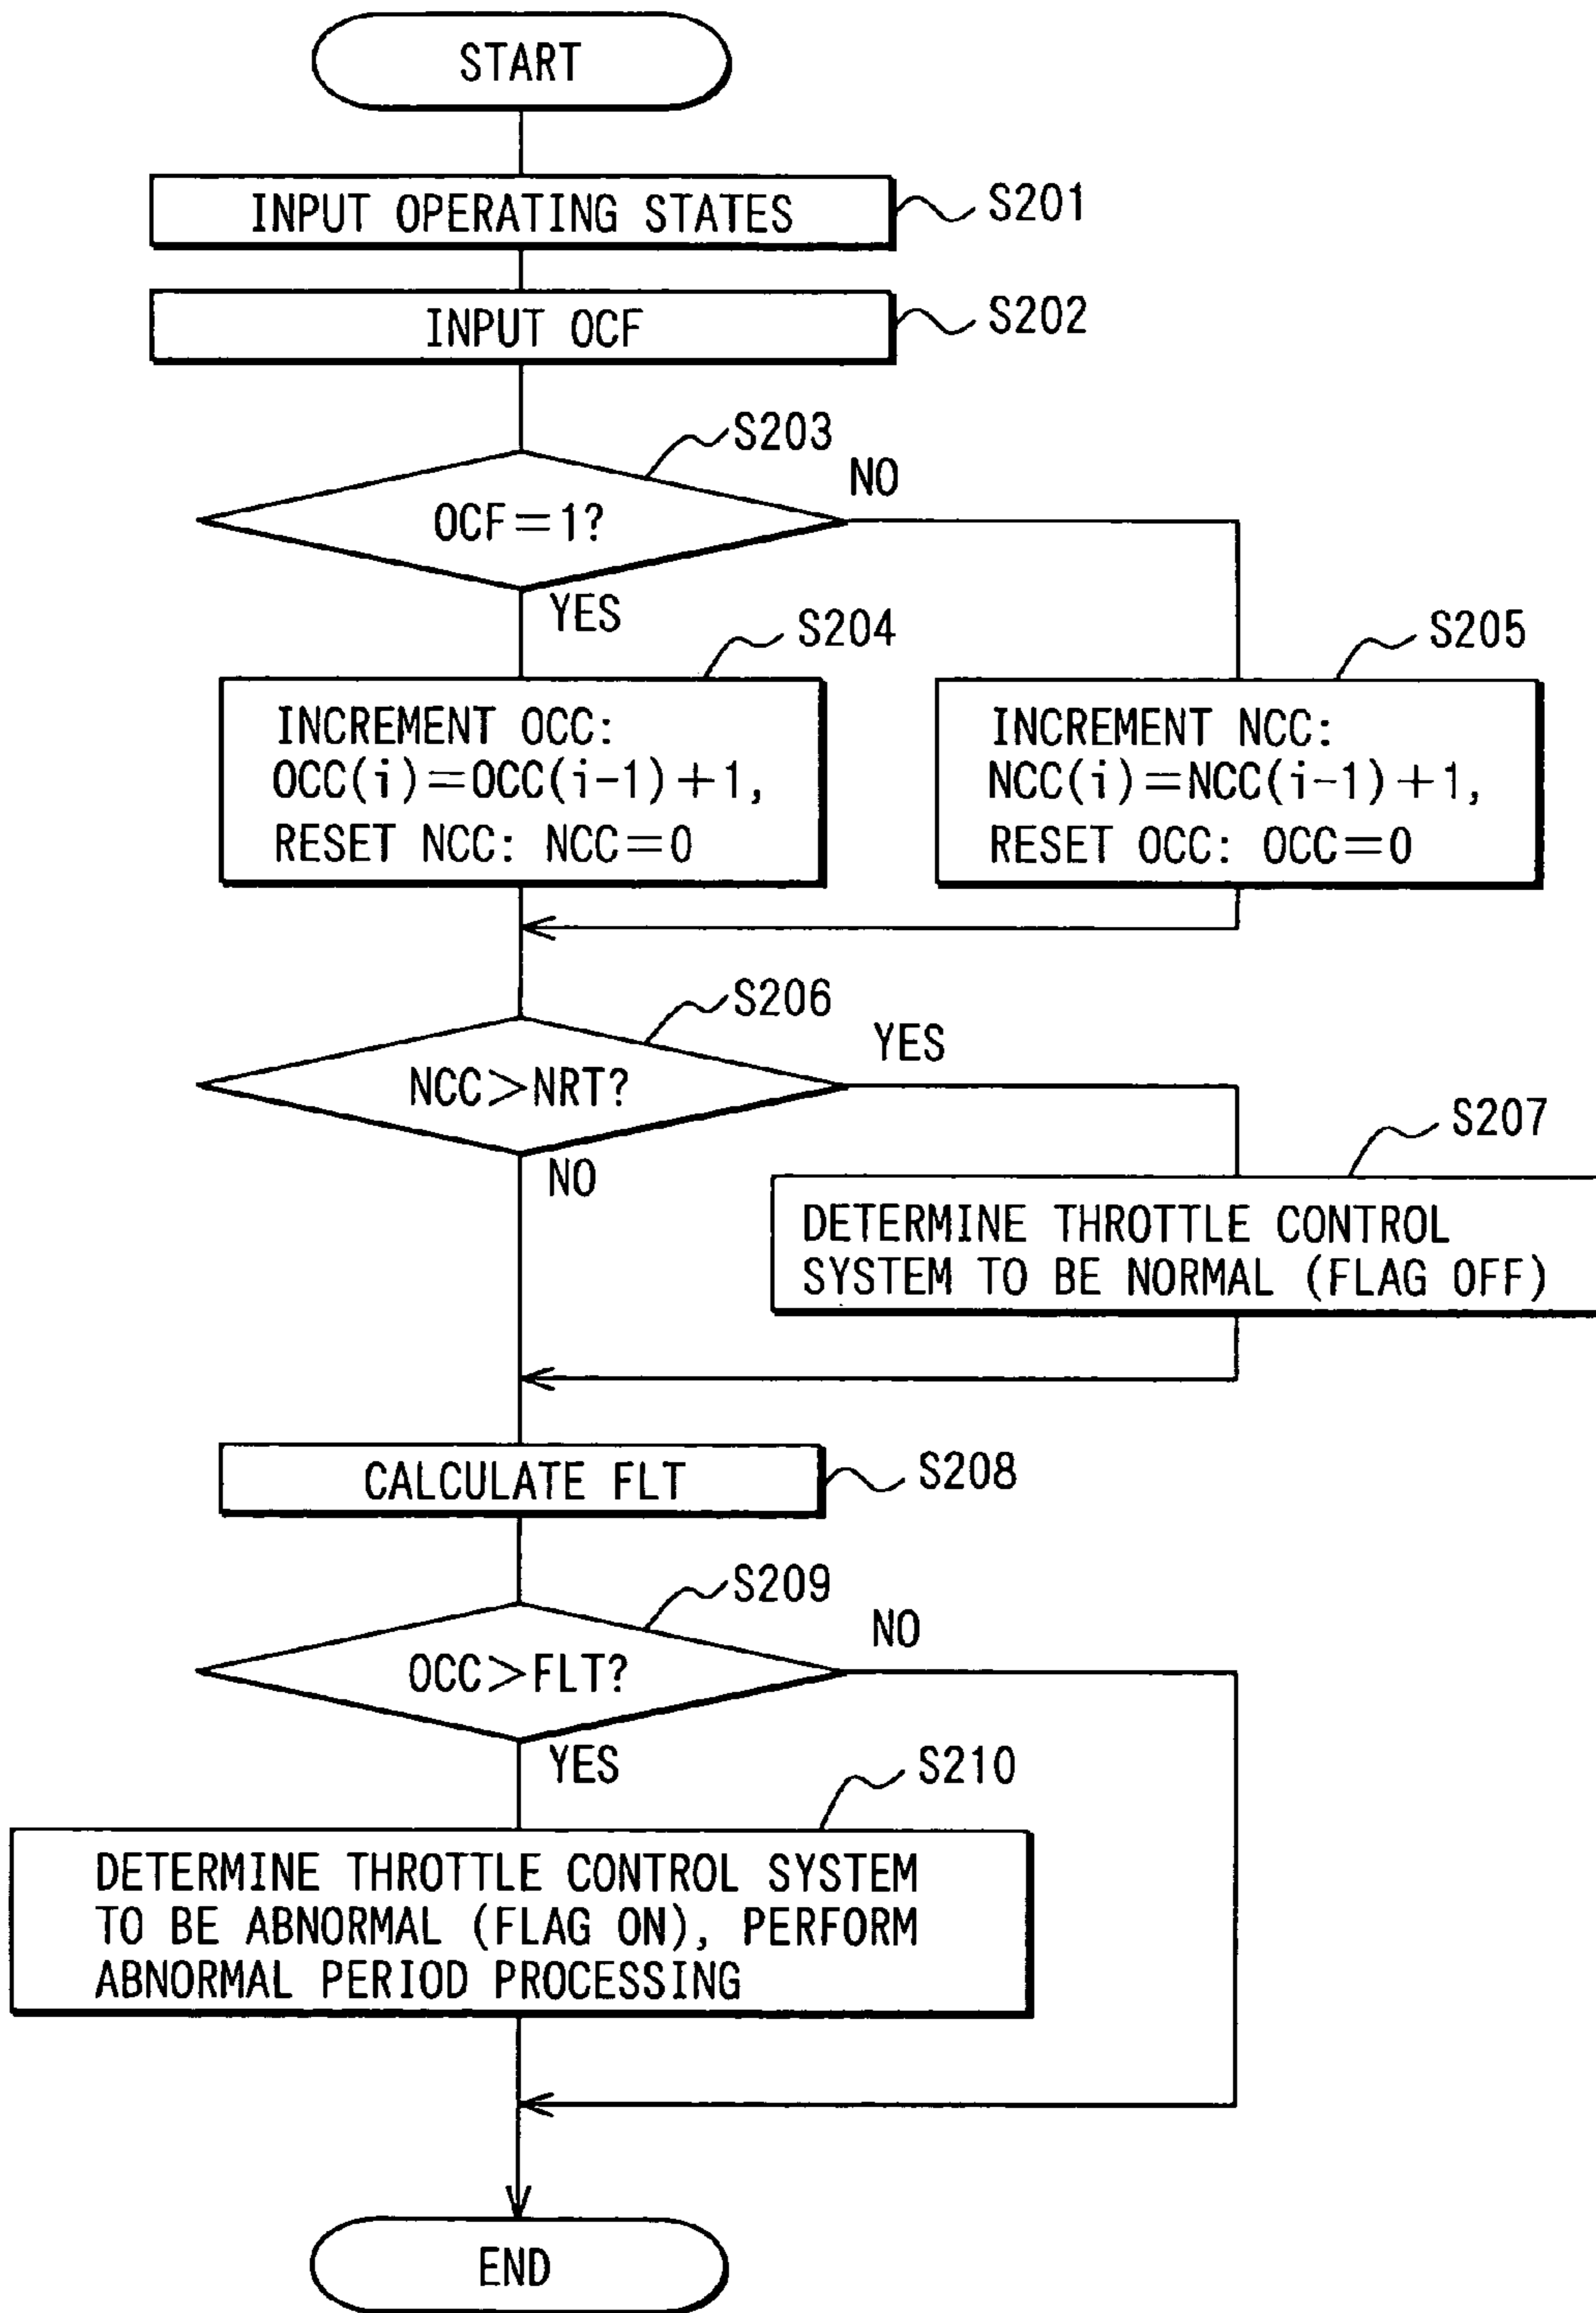 START
INPUT OPERATING STATES
S201
INPUT OCF
S202
S203
OCF=1?
NO
YES
S204
INCREMENT OCC:
OCC(i)=OCC(i-1)+1,
RESET NCC: NCC=0
S205
INCREMENT NCC:
NCC(i)=NCC(i-1)+1,
RESET OCC: OCC=0
S206
NCC>NRT?
YES
NO
S207
DETERMINE THROTTLE CONTROL
SYSTEM TO BE NORMAL (FLAG OFF)
CALCULATE FLT
S208
S209
OCC>FLT?
NO
YES
S210
DETERMINE THROTTLE CONTROL SYSTEM
TO BE ABNORMAL (FLAG ON), PERFORM
ABNORMAL PERIOD PROCESSING
END